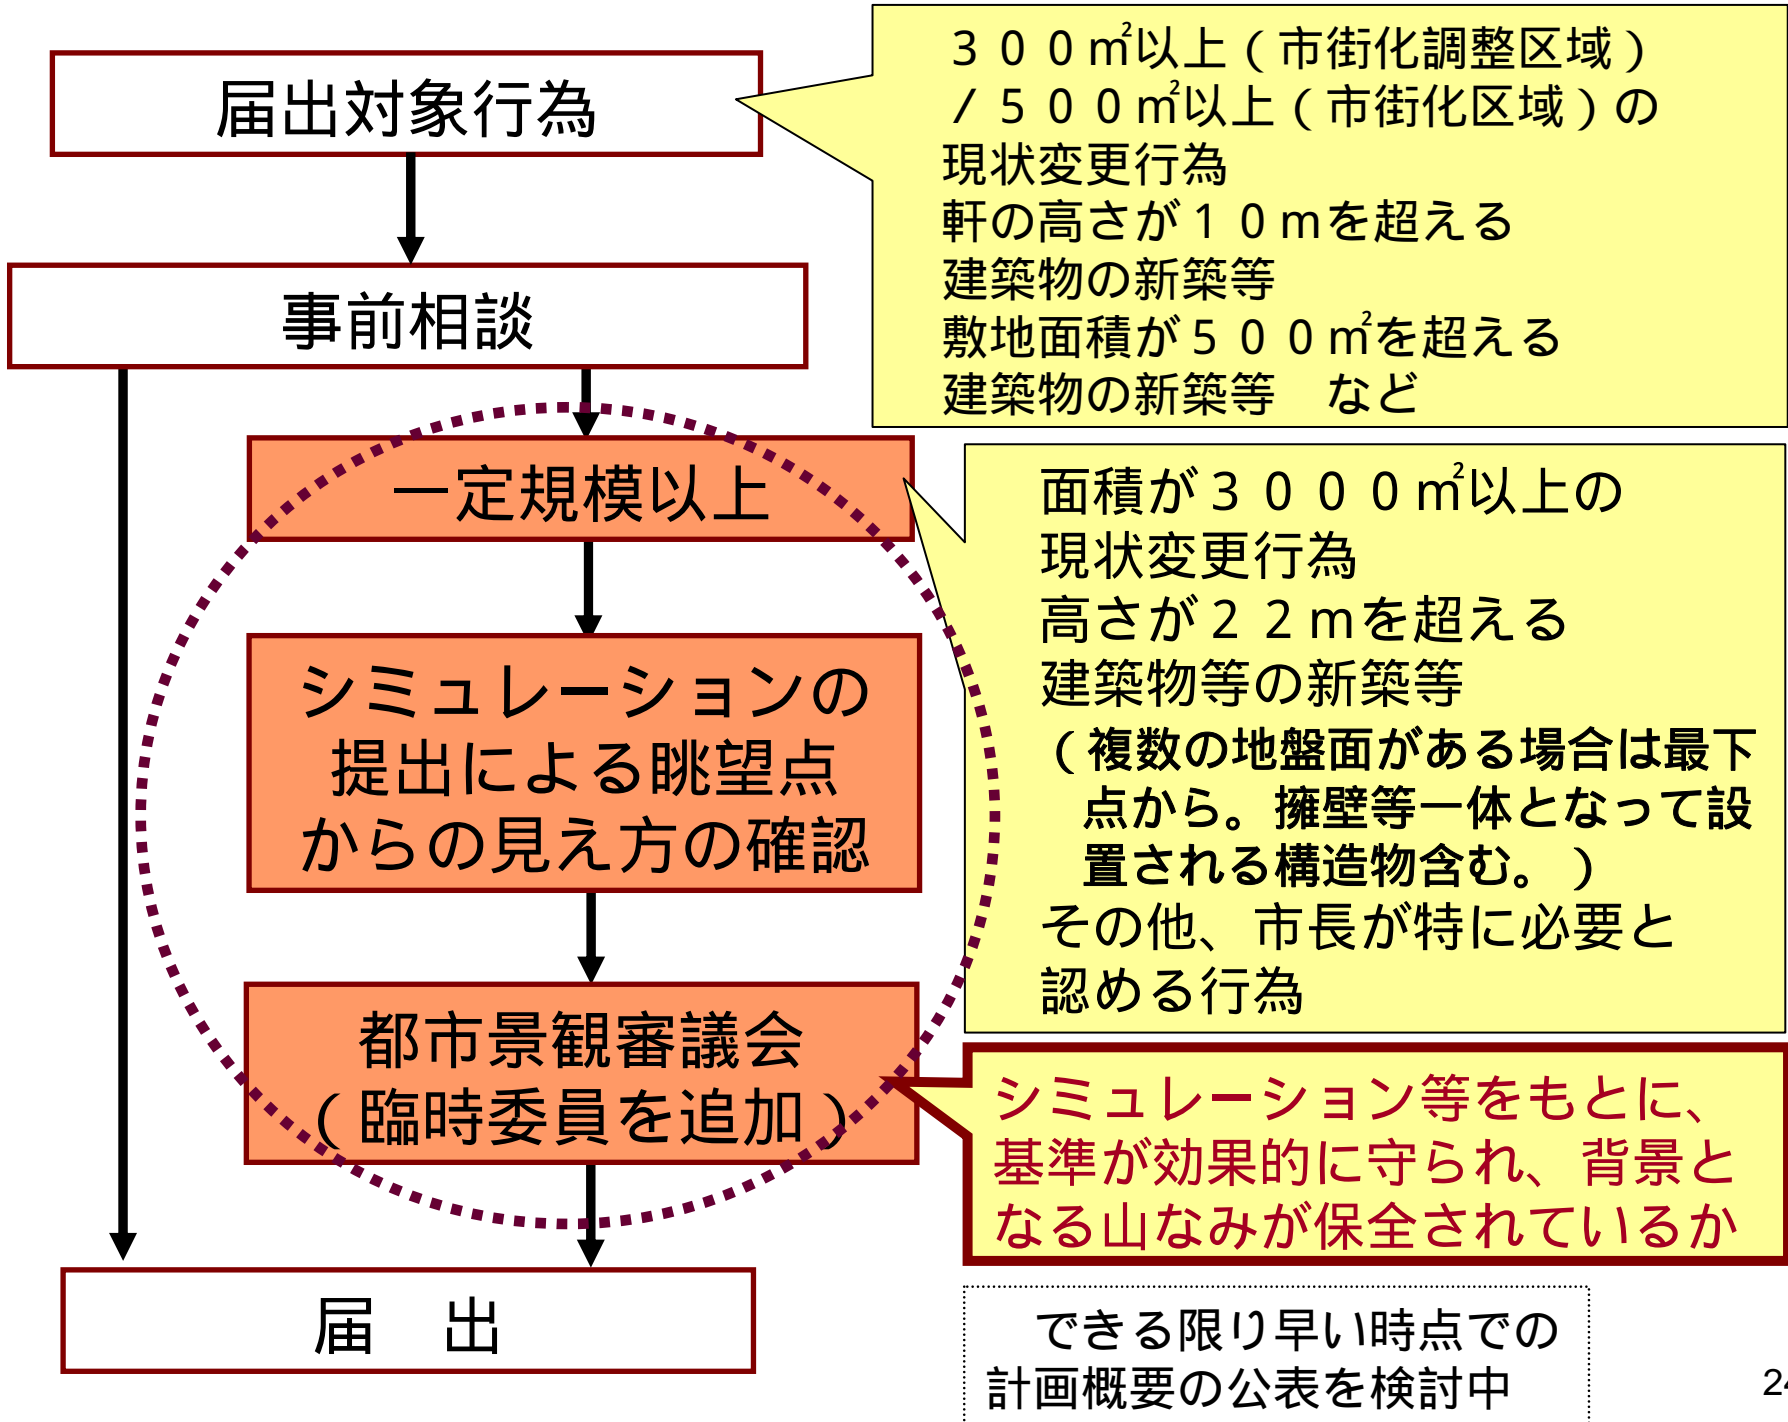 届出対象行為
３００㎡以上（市街化調整区域）
／５００㎡以上（市街化区域）の
現状変更行為
軒の高さが１０ｍを超える
建築物の新築等
敷地面積が５００㎡を超える
建築物の新築等　など
事前相談
一定規模以上
面積が３０００㎡以上の
現状変更行為
高さが２２ｍを超える
建築物等の新築等
（複数の地盤面がある場合は最下
点から。擁壁等一体となって設
置される構造物含む。）
その他、市長が特に必要と
認める行為
シミュレーションの
提出による眺望点
からの見え方の確認
都市景観審議会
（臨時委員を追加）
シミュレーション等をもとに、
基準が効果的に守られ、背景と
なる山なみが保全されているか
届　出
できる限り早い時点での
計画概要の公表を検討中
24